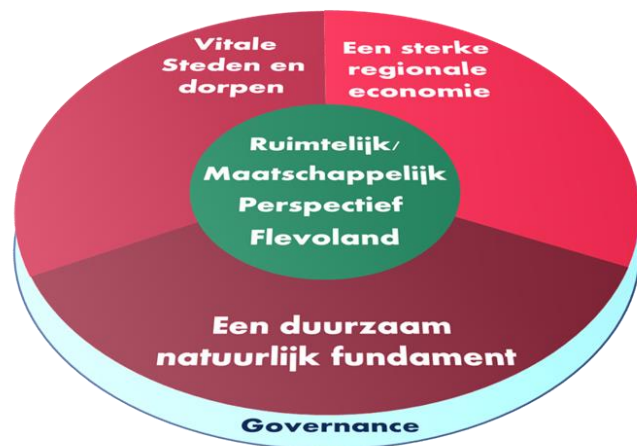 Vitale
Steden en
dorpen
Een sterke
regionale
economie
Ruimtelijk/
Maatschappelijk
Perspectief
Flevoland
Een duurzaam
natuurlijk fundament
Governance